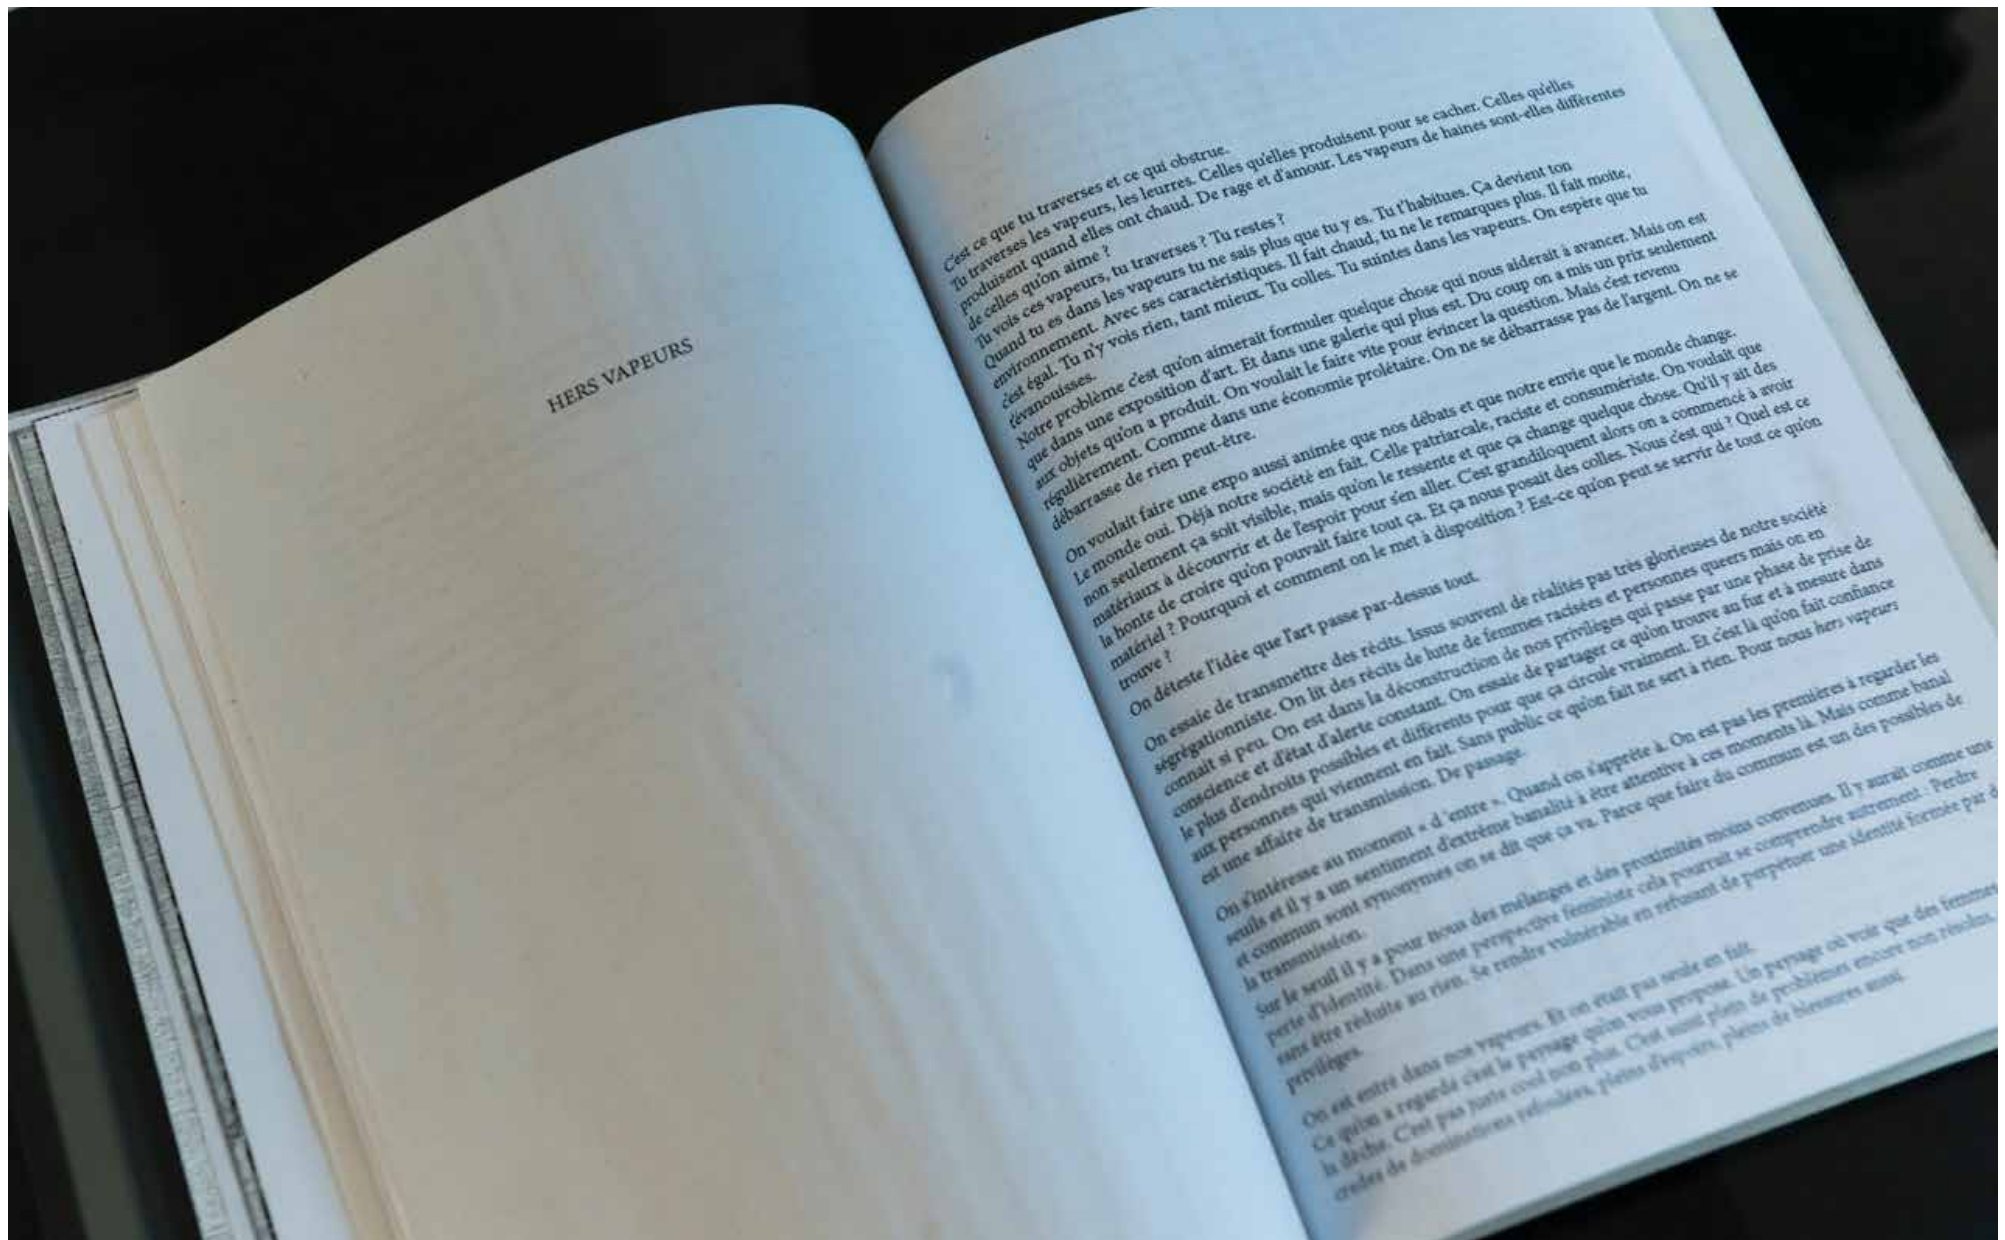 HERS VAPEURS
C'est ce que tu traverses et ce qui obstrue.
Tu traverses les vapeurs, les leurres. Celles qu'elles produisent pour se cacher. Celles qu'elles
produisent quand elles ont chaud. De rage et d'amour. Les vapeurs de haines sont-elles différentes
de celles qu'on aime ?
Tu vois ces vapeurs, tu traverses ? Tu restes ?
Quand tu es dans les vapeurs tu ne sais plus que tu y es. Tu t'habitues. Ça devient ton
environnement. Avec ses caractéristiques. Il fait chaud, tu ne le remarques plus. Il fait moite,
c'est égal. Tu n'y vois rien, tant mieux. Tu colles. Tu suintes dans les vapeurs. On espère que tu
t'évanouisses.
Notre problème c'est qu'on aimerait formuler quelque chose qui nous aiderait à avancer. Mais on est
que dans une exposition d'art. Et dans une galerie qui plus est. Du coup on a mis un prix seulement
aux objets qu'on a produit. On voulait le faire vite pour évincer la question. Mais c'est revenu
régulièrement. Comme dans une économie prolétaire. On ne se débarrasse pas de l'argent. On ne se
débarrasse de rien peut-être.
On voulait faire une expo aussi animée que nos débats et que notre envie que le monde change.
Le monde oui. Déjà notre société en fait. Celle patriarcale, raciste et consumériste. On voulait que
non seulement ça soit visible, mais qu'on le ressente et que ça change quelque chose. Qu'il y ait des
matériaux à découvrir et de l'espoir pour s'en aller. C'est grandiloquent alors on a commencé à avoir
la honte de croire qu'on pouvait faire tout ça. Et ça nous posait des colles. Nous c'est qui ? Quel est ce
matériel ? Pourquoi et comment on le met à disposition ? Est-ce qu'on peut se servir de tout ce qu'on
trouve ?
On déteste l'idée que l'art passe par-dessus tout.
On essaie de transmettre des récits. Issus souvent de réalités pas très glorieuses de notre société
ségrégationniste. On lit des récits de lutte de femmes racisées et personnes queers mais on en
connait si peu. On est dans la déconstruction de nos privilèges qui passe par une phase de prise de
conscience et d'état d'alerte constant. On essaie de partager ce qu'on trouve au fur et à mesure dans
le plus d'endroits possibles et différents pour que ça circule vraiment. Et c'est là qu'on fait confiance
aux personnes qui viennent en fait. Sans public ce qu'on fait ne sert à rien. Pour nous hers vapeurs
est une affaire de transmission. De passage.
On s'intéresse au moment « d'entre ». Quand on s'apprête à. On est pas les premières à regarder les
seuils et il y a un sentiment d'extrême banalité à être attentive à ces moments là. Mais comme banal
et commun sont synonymes on se dit que ça va. Parce que faire du commun est un des possibles de
la transmission.
Sur le seuil il y a pour nous des mélanges et des proximités moins convenues. Il y aurait comme une
perte d'identité. Dans une perspective féministe cela pourrait se comprendre autrement : Perdre
sans être réduite au rien. Se rendre vulnérable en refusant de perpétuer une identité formée par
privilèges.
On est entré dans nos vapeurs. Et on était pas seule en fait.
Ce qu'on a regardé c'est le paysage qu'on vous propose. Un paysage où voir que des femmes
la dèche. C'est pas juste cool non plus. C'est aussi plein de problèmes encore non résolus,
de dominations refoulées, pleins d'espoirs, pleins de blessures aussi.